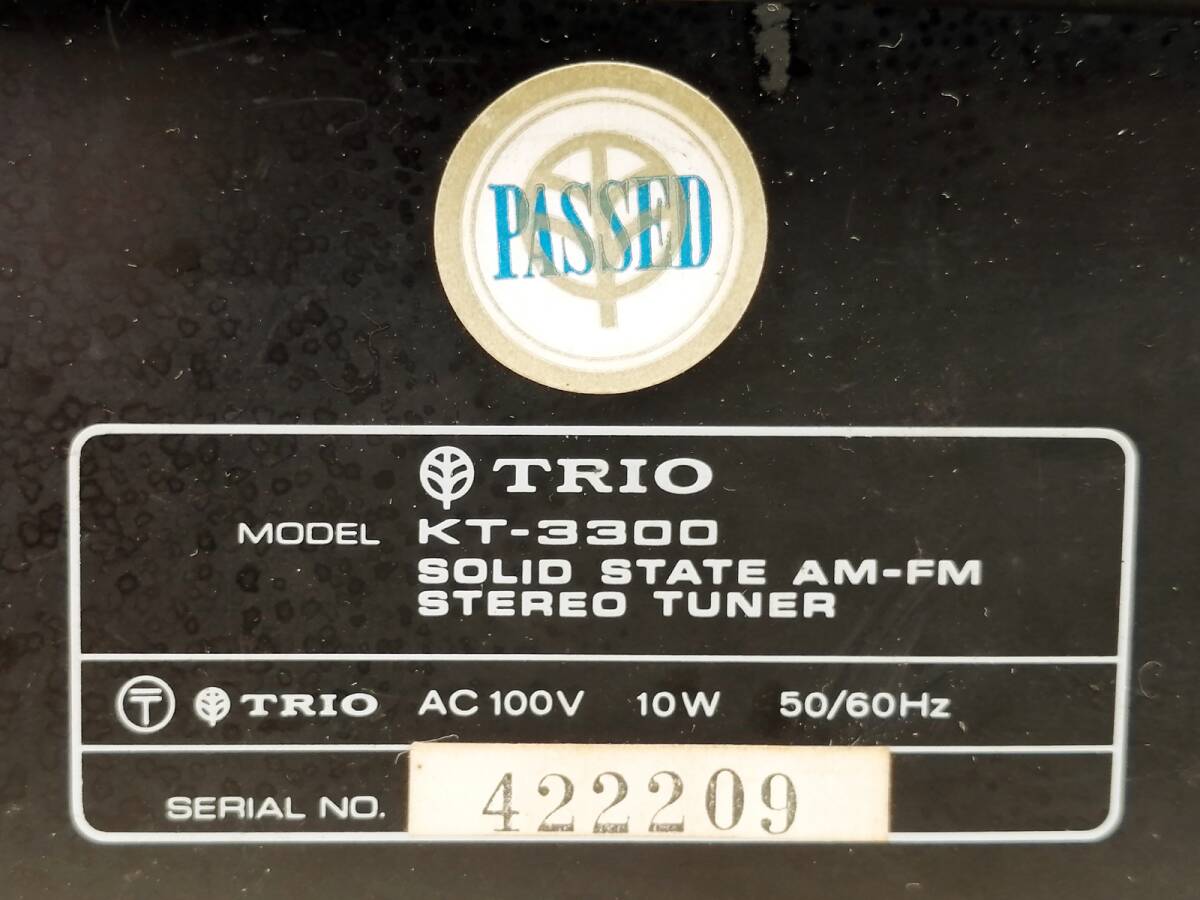 PASSED
TRIO
MODEL KT-3300
SOLID STATE AM-FM
STEREO TUNER
〒 TRIO AC 100V 10W 50/60Hz
SERIAL NO. 422209